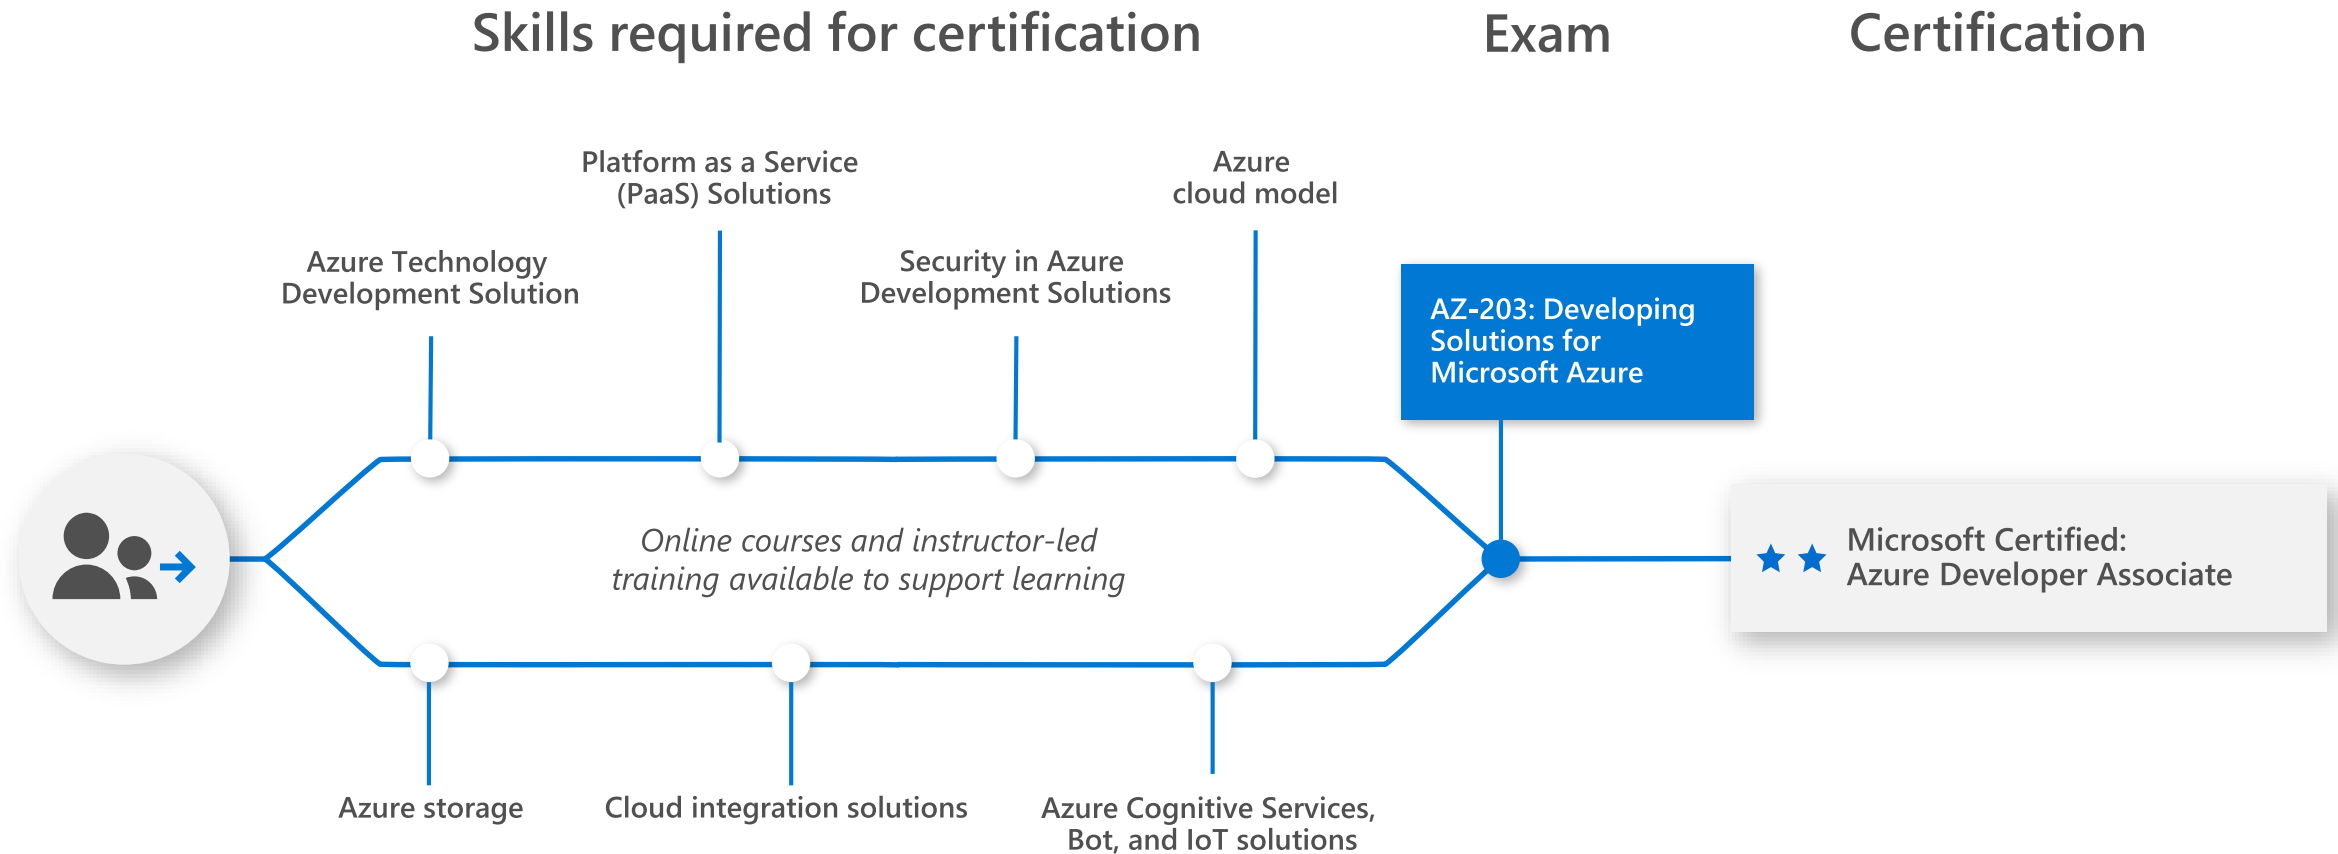 Skills required for certification
Exam
Certification
Platform as a Service
(PaaS) Solutions
Azure
cloud model
Azure Technology
Development Solution
Security in Azure
Development Solutions
AZ-203: Developing
Solutions for
Microsoft Azure
Online courses and instructor-led
training available to support learning
Microsoft Certified:
Azure Developer Associate
Azure storage
Cloud integration solutions
Azure Cognitive Services,
Bot, and IoT solutions